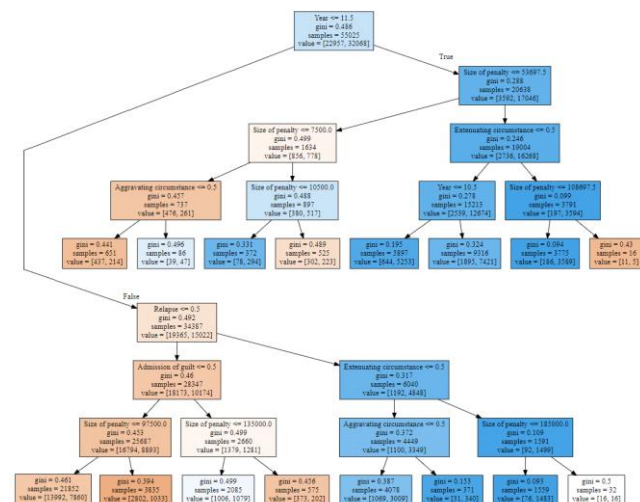 Year <= 11.5
gini = 0.486
samples = 55025
value = [22957, 32068]
True
Size of penalty <= 53697.5
gini = 0.288
samples = 20638
value = [3592, 17046]
Size of penalty <= 7500.0
gini = 0.499
samples = 1634
value = [856, 778]
Extenuating circumstance <= 0.5
gini = 0.246
samples = 19004
value = [2736, 16268]
Aggravating circumstance <= 0.5
gini = 0.457
samples = 737
value = [476, 261]
Size of penalty <= 10500.0
gini = 0.488
samples = 897
value = [380, 517]
Year <= 10.5
gini = 0.278
samples = 15213
value = [2539, 12674]
Size of penalty <= 108697.5
gini = 0.099
samples = 3791
value = [197, 3594]
gini = 0.441
samples = 651
value = [437, 214]
gini = 0.496
samples = 86
value = [39, 47]
gini = 0.331
samples = 372
value = [78, 294]
gini = 0.489
samples = 525
value = [302, 223]
gini = 0.195
samples = 5897
value = [644, 5253]
gini = 0.324
samples = 9316
value = [1895, 7421]
gini = 0.094
samples = 3775
value = [186, 3589]
gini = 0.43
samples = 16
value = [11, 5]
False
Relapse <= 0.5
gini = 0.492
samples = 34387
value = [19365, 15022]
Admission of guilt <= 0.5
gini = 0.46
samples = 28347
value = [18173, 10174]
Extenuating circumstance <= 0.5
gini = 0.317
samples = 6040
value = [1192, 4848]
Size of penalty <= 97500.0
gini = 0.453
samples = 25687
value = [16794, 8893]
Size of penalty <= 135000.0
gini = 0.499
samples = 2660
value = [1379, 1281]
Aggravating circumstance <= 0.5
gini = 0.372
samples = 4449
value = [1100, 3349]
Size of penalty <= 185000.0
gini = 0.109
samples = 1591
value = [92, 1499]
gini = 0.461
samples = 21852
value = [13992, 7860]
gini = 0.394
samples = 3835
value = [2802, 1033]
gini = 0.499
samples = 2085
value = [1006, 1079]
gini = 0.456
samples = 575
value = [373, 202]
gini = 0.387
samples = 4078
value = [1069, 3009]
gini = 0.153
samples = 371
value = [31, 340]
gini = 0.093
samples = 1559
value = [76, 1483]
gini = 0.5
samples = 32
value = [16, 16]